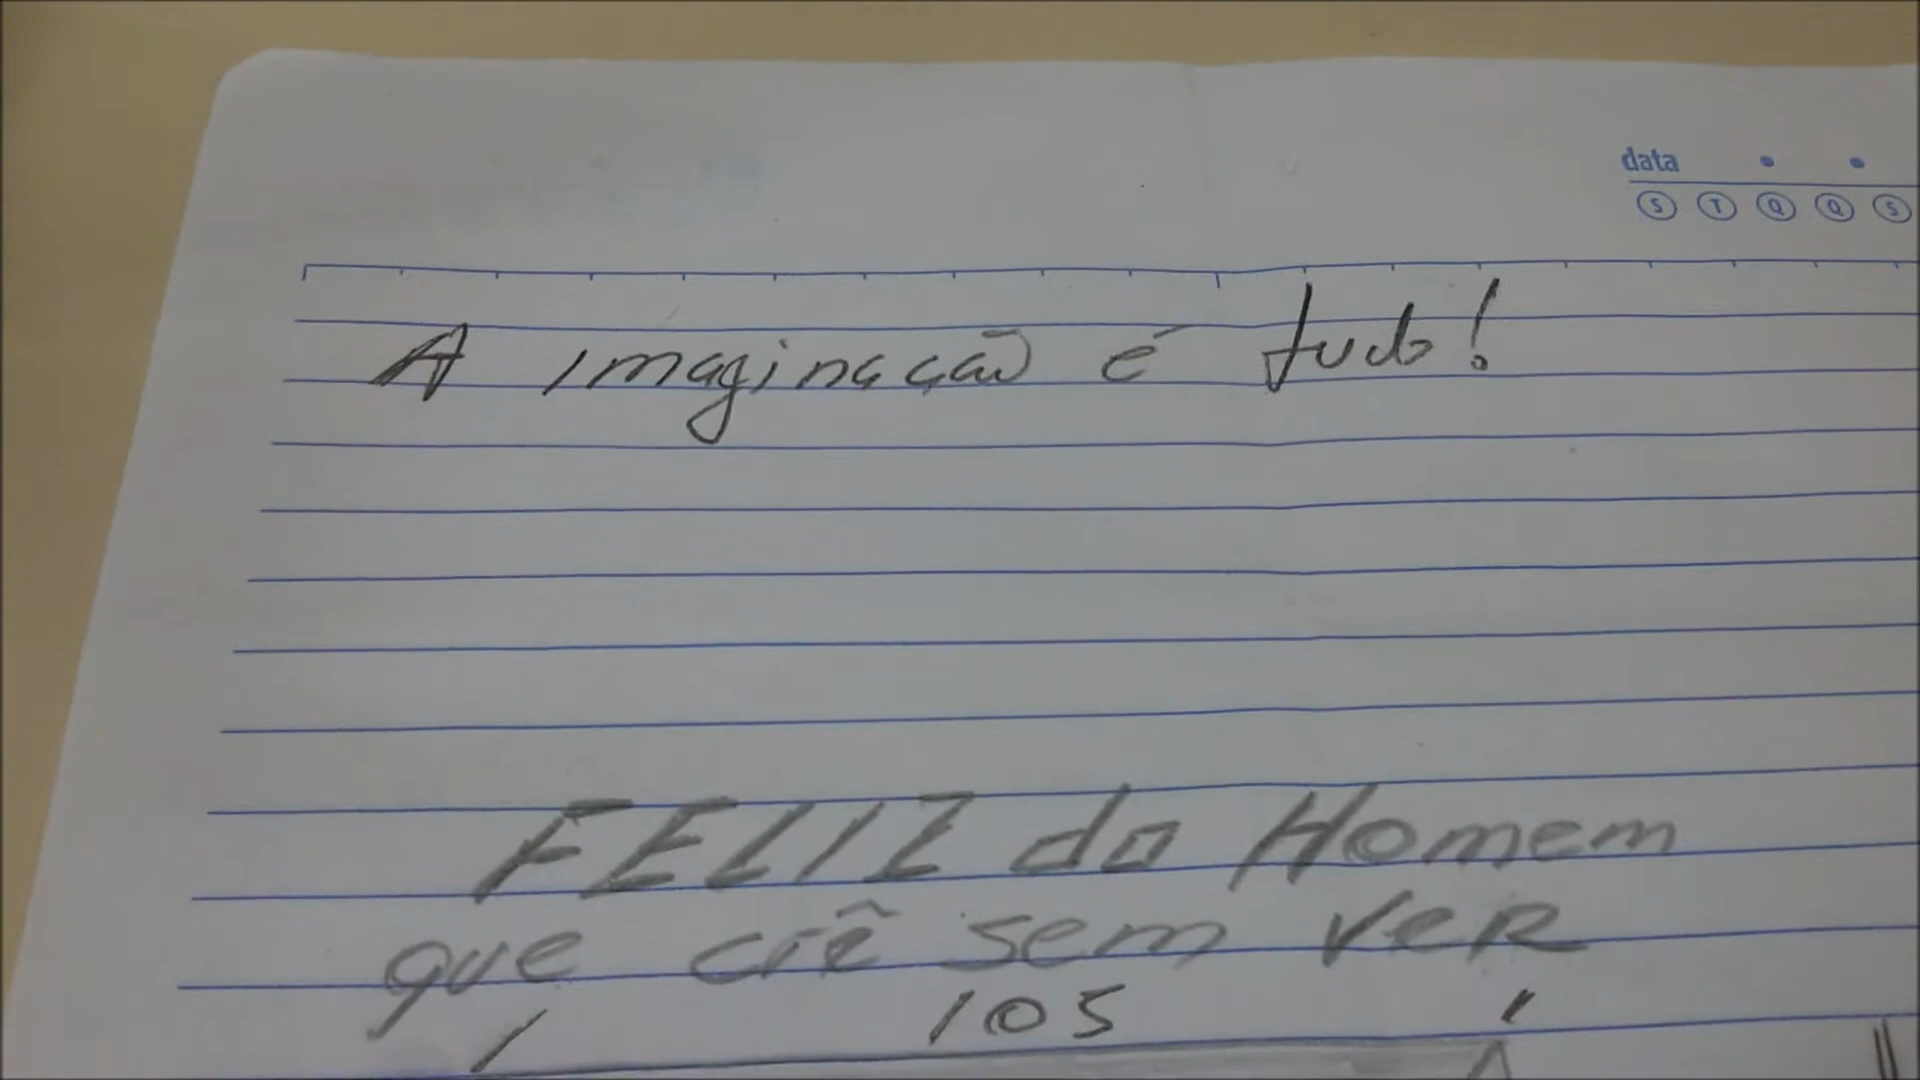 data
S T Q Q S
A imaginação é tudo!
FELIZ do Homem
que crê sem veR
105